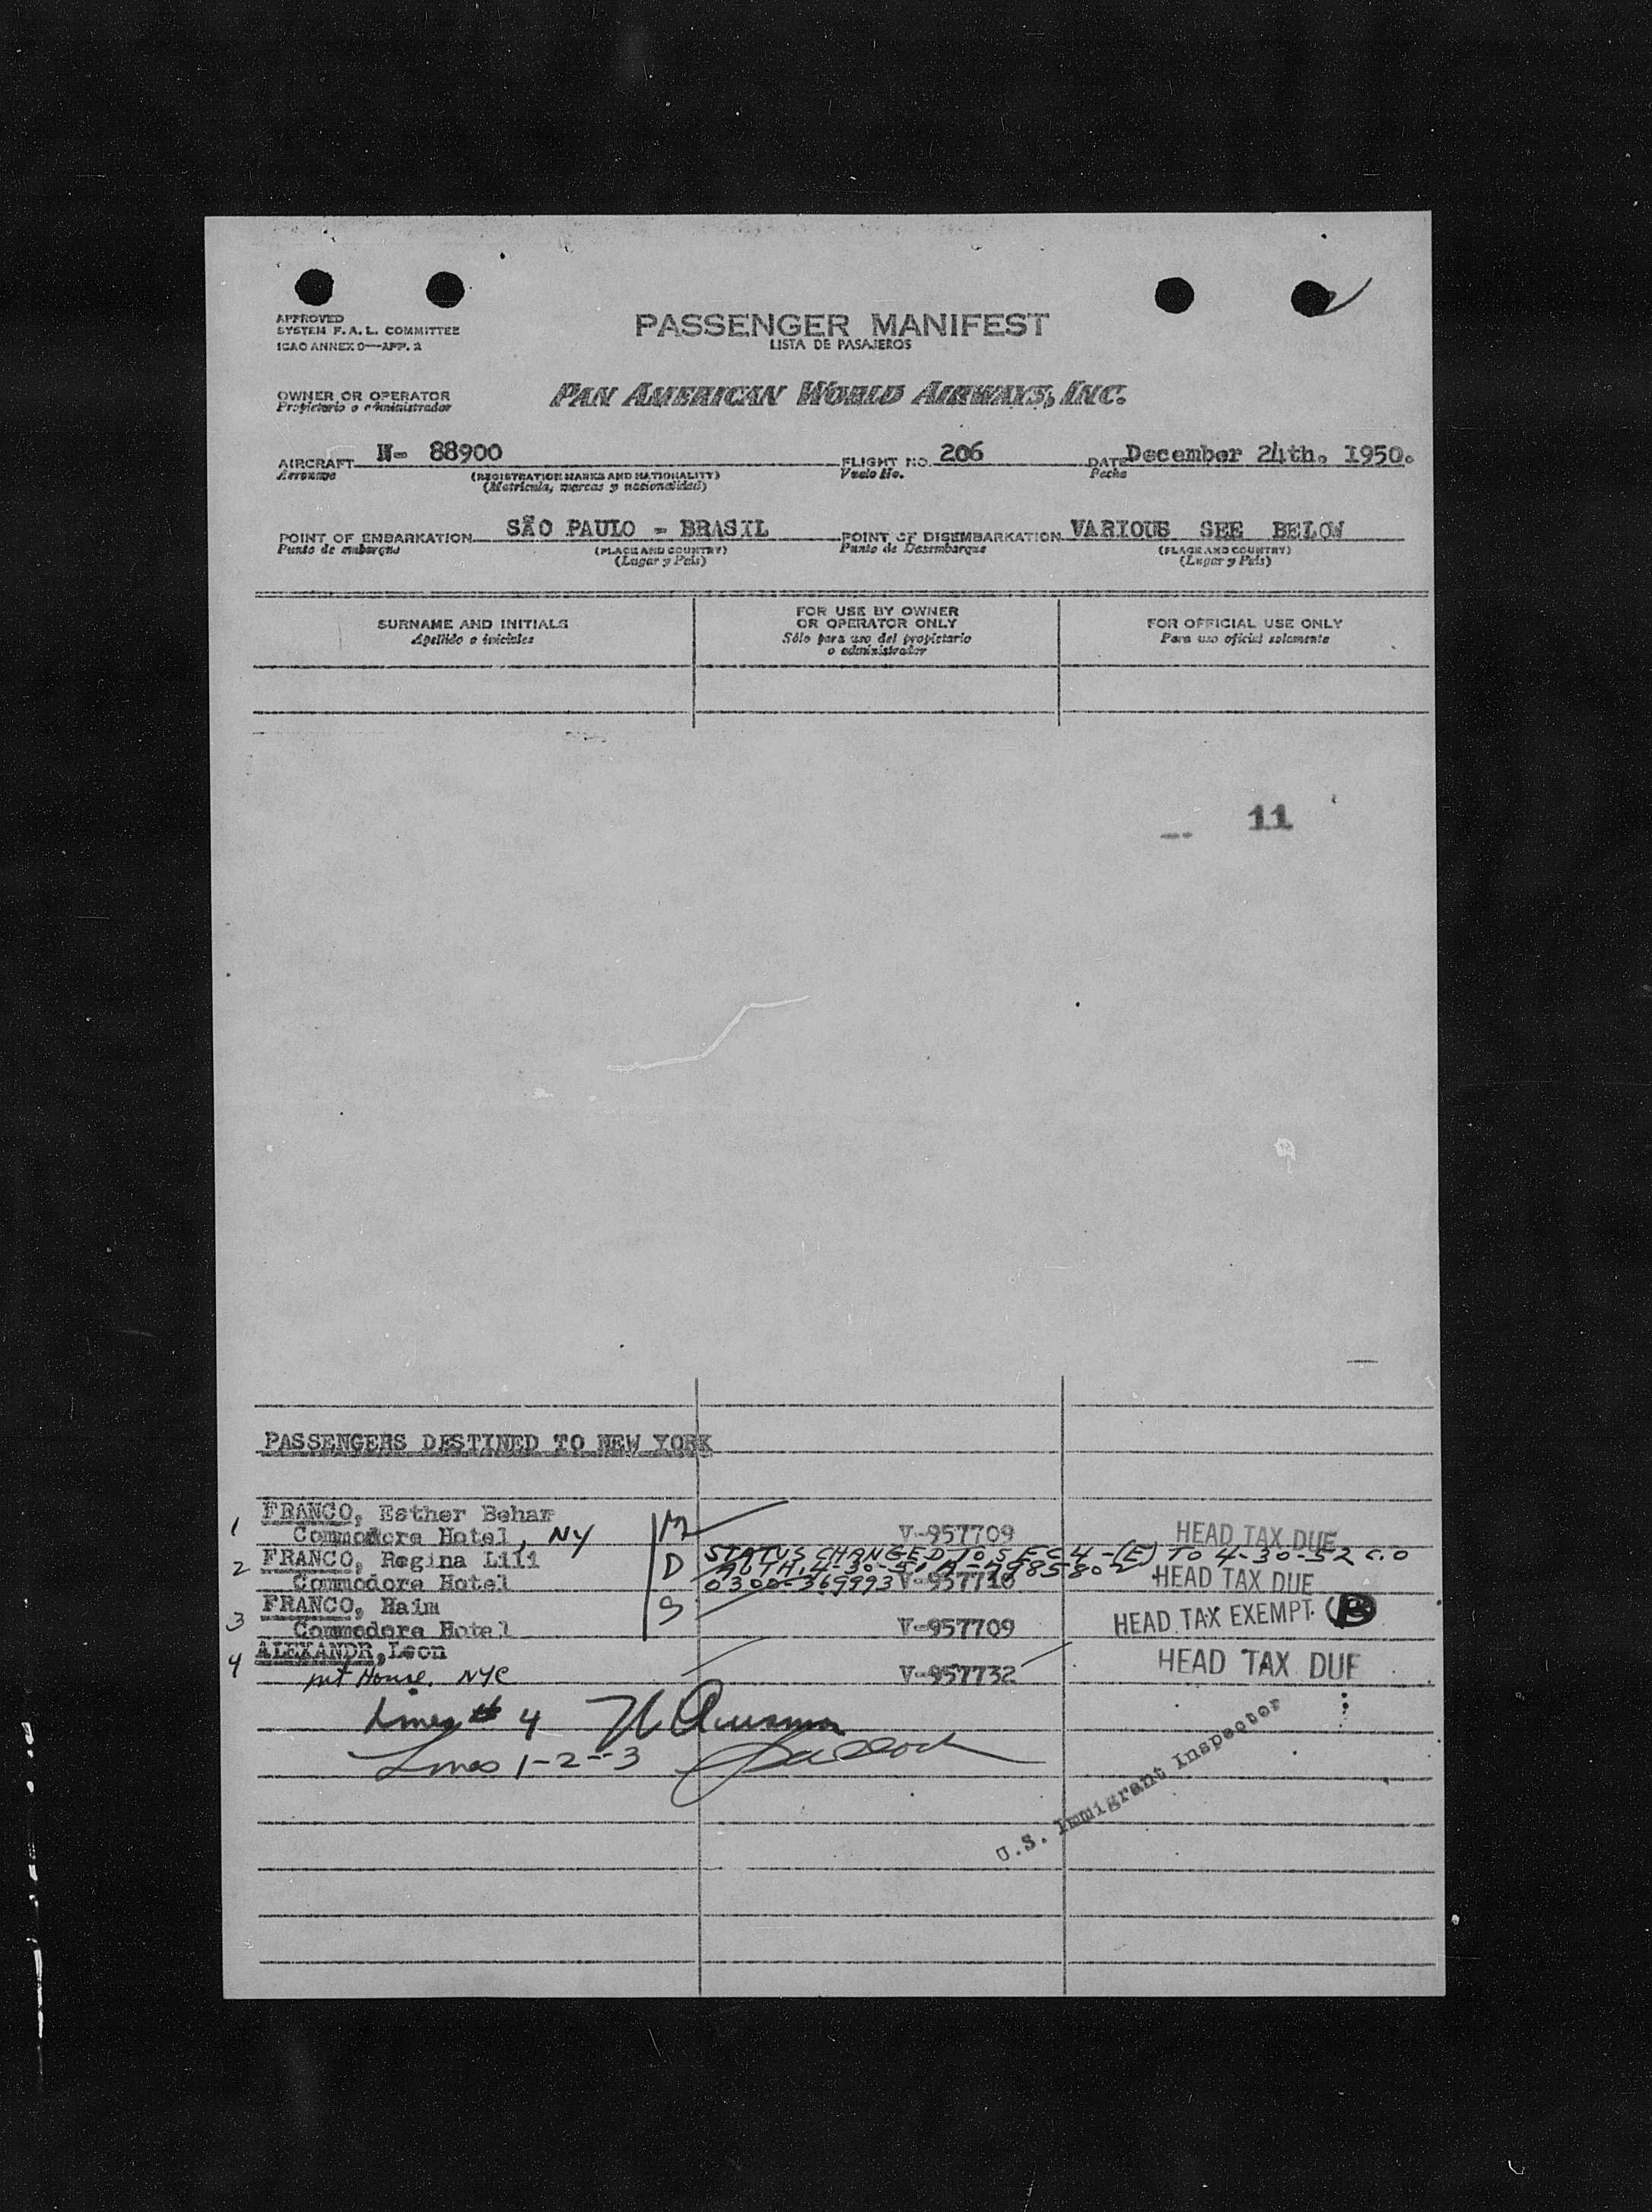 APPROVED
SYSTEM F. A. L. COMMITTEE
ICAO ANNEX 9—APP. 2
PASSENGER MANIFEST
LISTA DE PASAJEROS
OWNER OR OPERATOR
Propietario o administrador
PAN AMERICAN WORLD AIRWAYS, INC.
AIRCRAFT N- 88900 FLIGHT NO. 206 DATE December 24th. 1950.
Aeronave (REGISTRATION MARKS AND NATIONALITY) Vuelo No. Fecha
(Matrícula, marcas y nacionalidad)
POINT OF EMBARKATION SÃO PAULO - BRASIL POINT OF DISEMBARKATION VARIOUS SEE BELOW
Punto de embarque (PLACE AND COUNTRY) Punto de Desembarque (PLACE AND COUNTRY)
(Lugar y País) (Lugar y País)
SURNAME AND INITIALS
Apellido e iniciales
FOR USE BY OWNER
OR OPERATOR ONLY
Sólo para uso del propietario
o administrador
FOR OFFICIAL USE ONLY
Para uso oficial solamente
11
PASSENGERS DESTINED TO NEW YORK
1 FRANCO, Esther Behar M
Commodore Hotel, NY V-957709 HEAD TAX DUE
2 FRANCO, Regina Lili D STATUS CHANGED TO SEC 4-(E) TO 4-30-52 C.O
AUTH. 4-30-51
Commodore Hotel 0300-369993 V-957710 HEAD TAX DUE
3 FRANCO, Haim S
Commodore Hotel V-957709 HEAD TAX EXEMPT
4 ALEXANDR, Leon
House. NYC V-957732 HEAD TAX DUE
Lines # 4
Lines 1-2-3
U.S. Immigrant Inspector